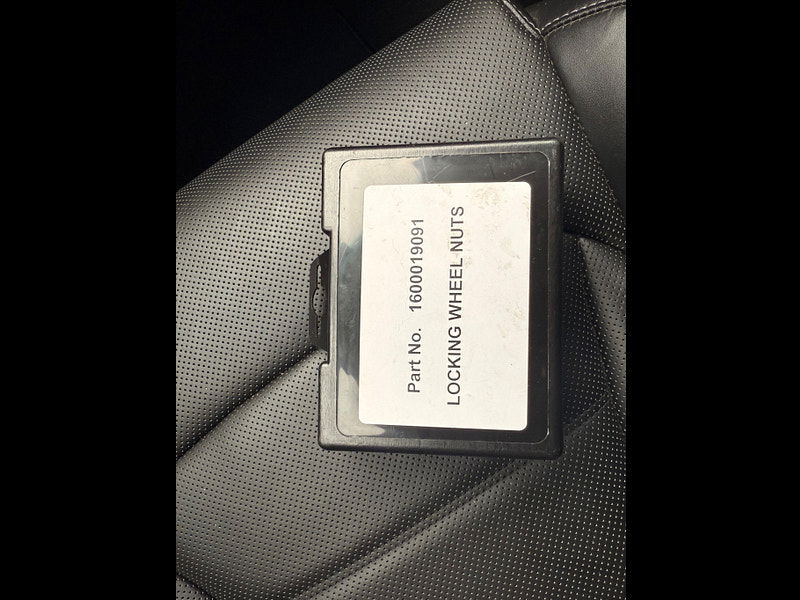 Part No. 1600019091
LOCKING WHEEL NUTS